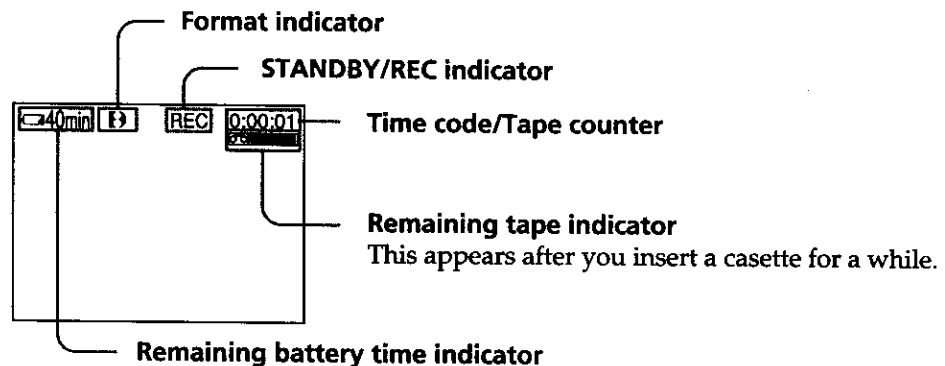 Format indicator
STANDBY/REC indicator
40min REC 0:00:01
Time code/Tape counter
Remaining tape indicator
This appears after you insert a casette for a while.
Remaining battery time indicator